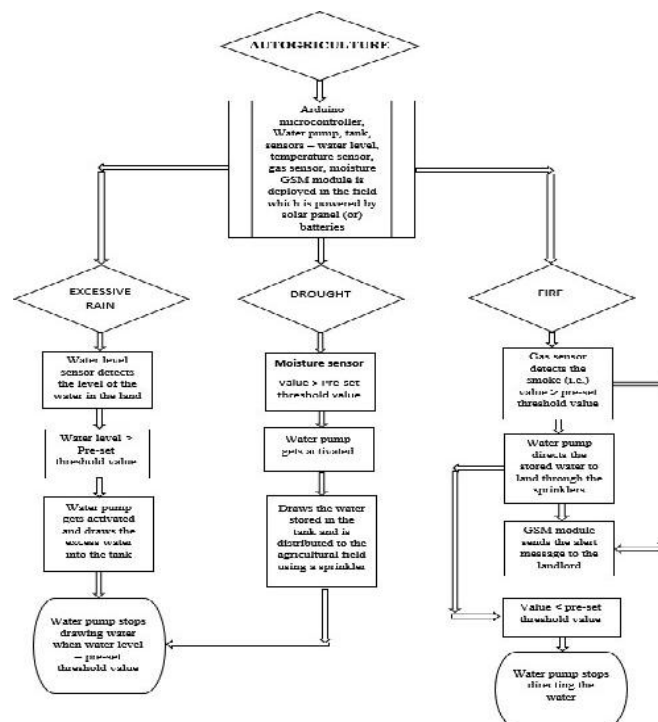 AUTOGRICULTURE
Arduino
microcontroller,
Water pump, tank,
sensors – water level,
temperature sensor,
gas sensor, moisture
GSM module is
deployed in the field
which is powered by
solar panel (or)
batteries
EXCESSIVE
RAIN
DROUGHT
FIRE
Water level
sensor detects
the level of the
water in the land
Water level >
Pre-set
threshold value
Water pump
gets activated
and draws the
excess water
into the tank
Water pump stops
drawing water
when water level
= pre-set
threshold value
Moisture sensor
value > Pre-set
threshold value
Water pump
gets activated
Draws the water
stored in the
tank and is
distributed to the
agricultural field
using a sprinkler
Gas sensor
detects the
smoke (i.e.)
value > pre-set
threshold value
Water pump
directs the
stored water to
land through the
sprinklers
GSM module
sends the alert
message to the
landlord
Value < pre-set
threshold value
Water pump stops
directing the
water